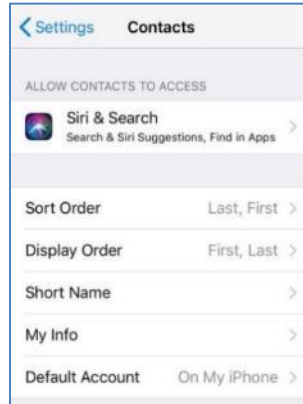 Settings Contacts
ALLOW CONTACTS TO ACCESS
Siri & Search
Search & Siri Suggestions, Find in Apps
Sort Order Last, First
Display Order First, Last
Short Name
My Info
Default Account On My iPhone